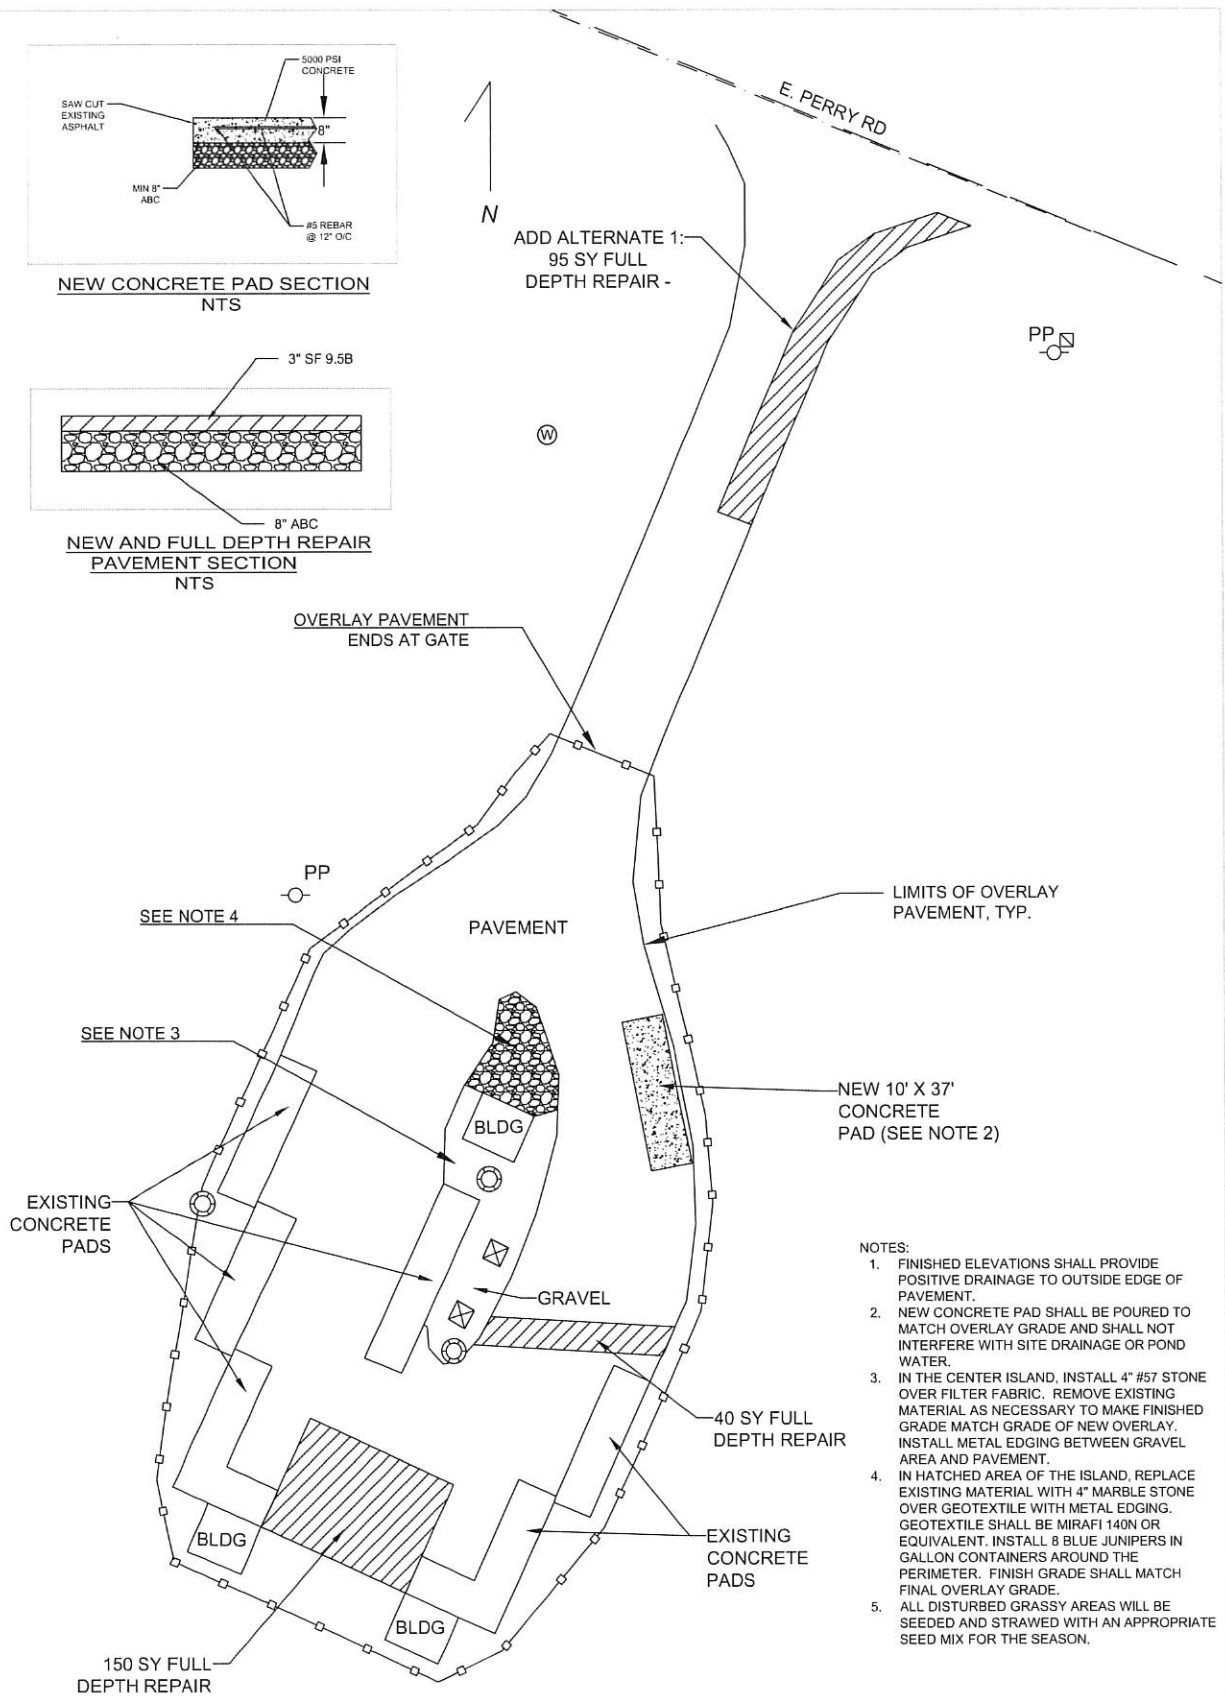 5000 PSI
CONCRETE
SAW CUT
EXISTING
ASPHALT
8"
MIN 8"
ABC
#5 REBAR
@ 12" O/C
NEW CONCRETE PAD SECTION
NTS
3" SF 9.5B
8" ABC
NEW AND FULL DEPTH REPAIR
PAVEMENT SECTION
NTS
N
E. PERRY RD
ADD ALTERNATE 1:
95 SY FULL
DEPTH REPAIR -
PP
W
OVERLAY PAVEMENT
ENDS AT GATE
PP
SEE NOTE 4
PAVEMENT
LIMITS OF OVERLAY
PAVEMENT, TYP.
SEE NOTE 3
NEW 10' X 37'
CONCRETE
PAD (SEE NOTE 2)
BLDG
EXISTING
CONCRETE
PADS
GRAVEL
40 SY FULL
DEPTH REPAIR
BLDG
EXISTING
CONCRETE
PADS
BLDG
150 SY FULL
DEPTH REPAIR
NOTES:
1. FINISHED ELEVATIONS SHALL PROVIDE
POSITIVE DRAINAGE TO OUTSIDE EDGE OF
PAVEMENT.
2. NEW CONCRETE PAD SHALL BE POURED TO
MATCH OVERLAY GRADE AND SHALL NOT
INTERFERE WITH SITE DRAINAGE OR POND
WATER.
3. IN THE CENTER ISLAND, INSTALL 4" #57 STONE
OVER FILTER FABRIC. REMOVE EXISTING
MATERIAL AS NECESSARY TO MAKE FINISHED
GRADE MATCH GRADE OF NEW OVERLAY.
INSTALL METAL EDGING BETWEEN GRAVEL
AREA AND PAVEMENT.
4. IN HATCHED AREA OF THE ISLAND, REPLACE
EXISTING MATERIAL WITH 4" MARBLE STONE
OVER GEOTEXTILE WITH METAL EDGING.
GEOTEXTILE SHALL BE MIRAFI 140N OR
EQUIVALENT. INSTALL 8 BLUE JUNIPERS IN
GALLON CONTAINERS AROUND THE
PERIMETER. FINISH GRADE SHALL MATCH
FINAL OVERLAY GRADE.
5. ALL DISTURBED GRASSY AREAS WILL BE
SEEDED AND STRAWED WITH AN APPROPRIATE
SEED MIX FOR THE SEASON.